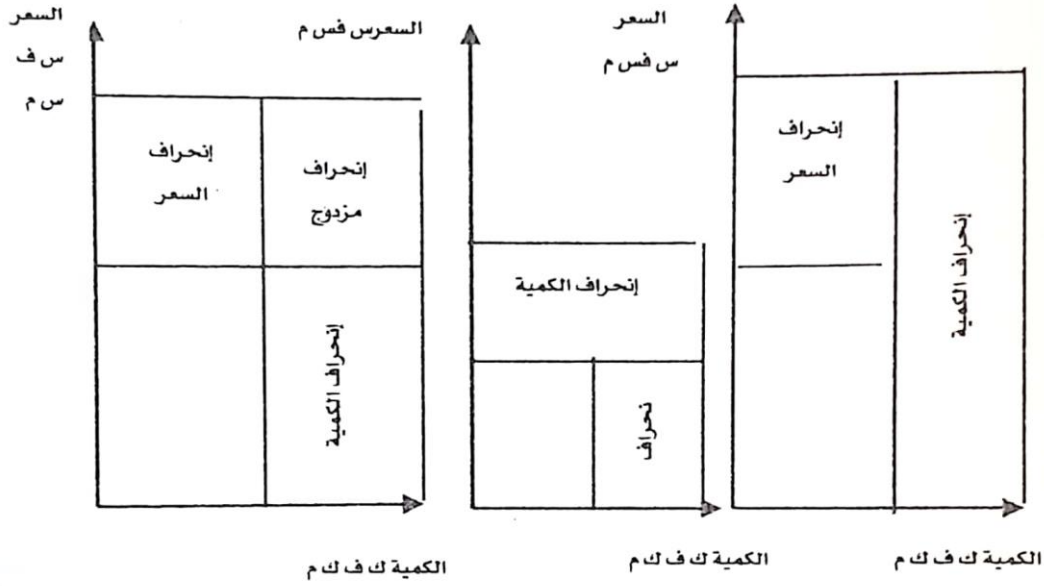 السعر
س ف
س م
السعرس فس م
إنحراف
السعر
إنحراف
مزدوج
إنحراف الكمية
الكمية ك ف ك م
السعر
س فس م
إنحراف الكمية
نحراف
الكمية ك ف ك م
إنحراف
السعر
إنحراف الكمية
الكمية ك ف ك م